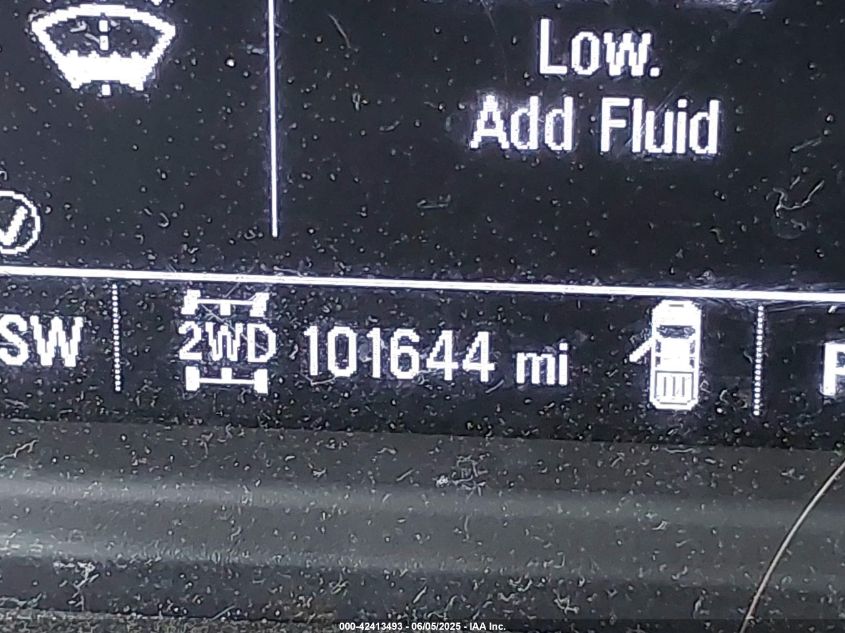 Low.
Add Fluid
SW 2WD 101644 mi
000-42413493 - 06/05/2025 - IAA Inc.